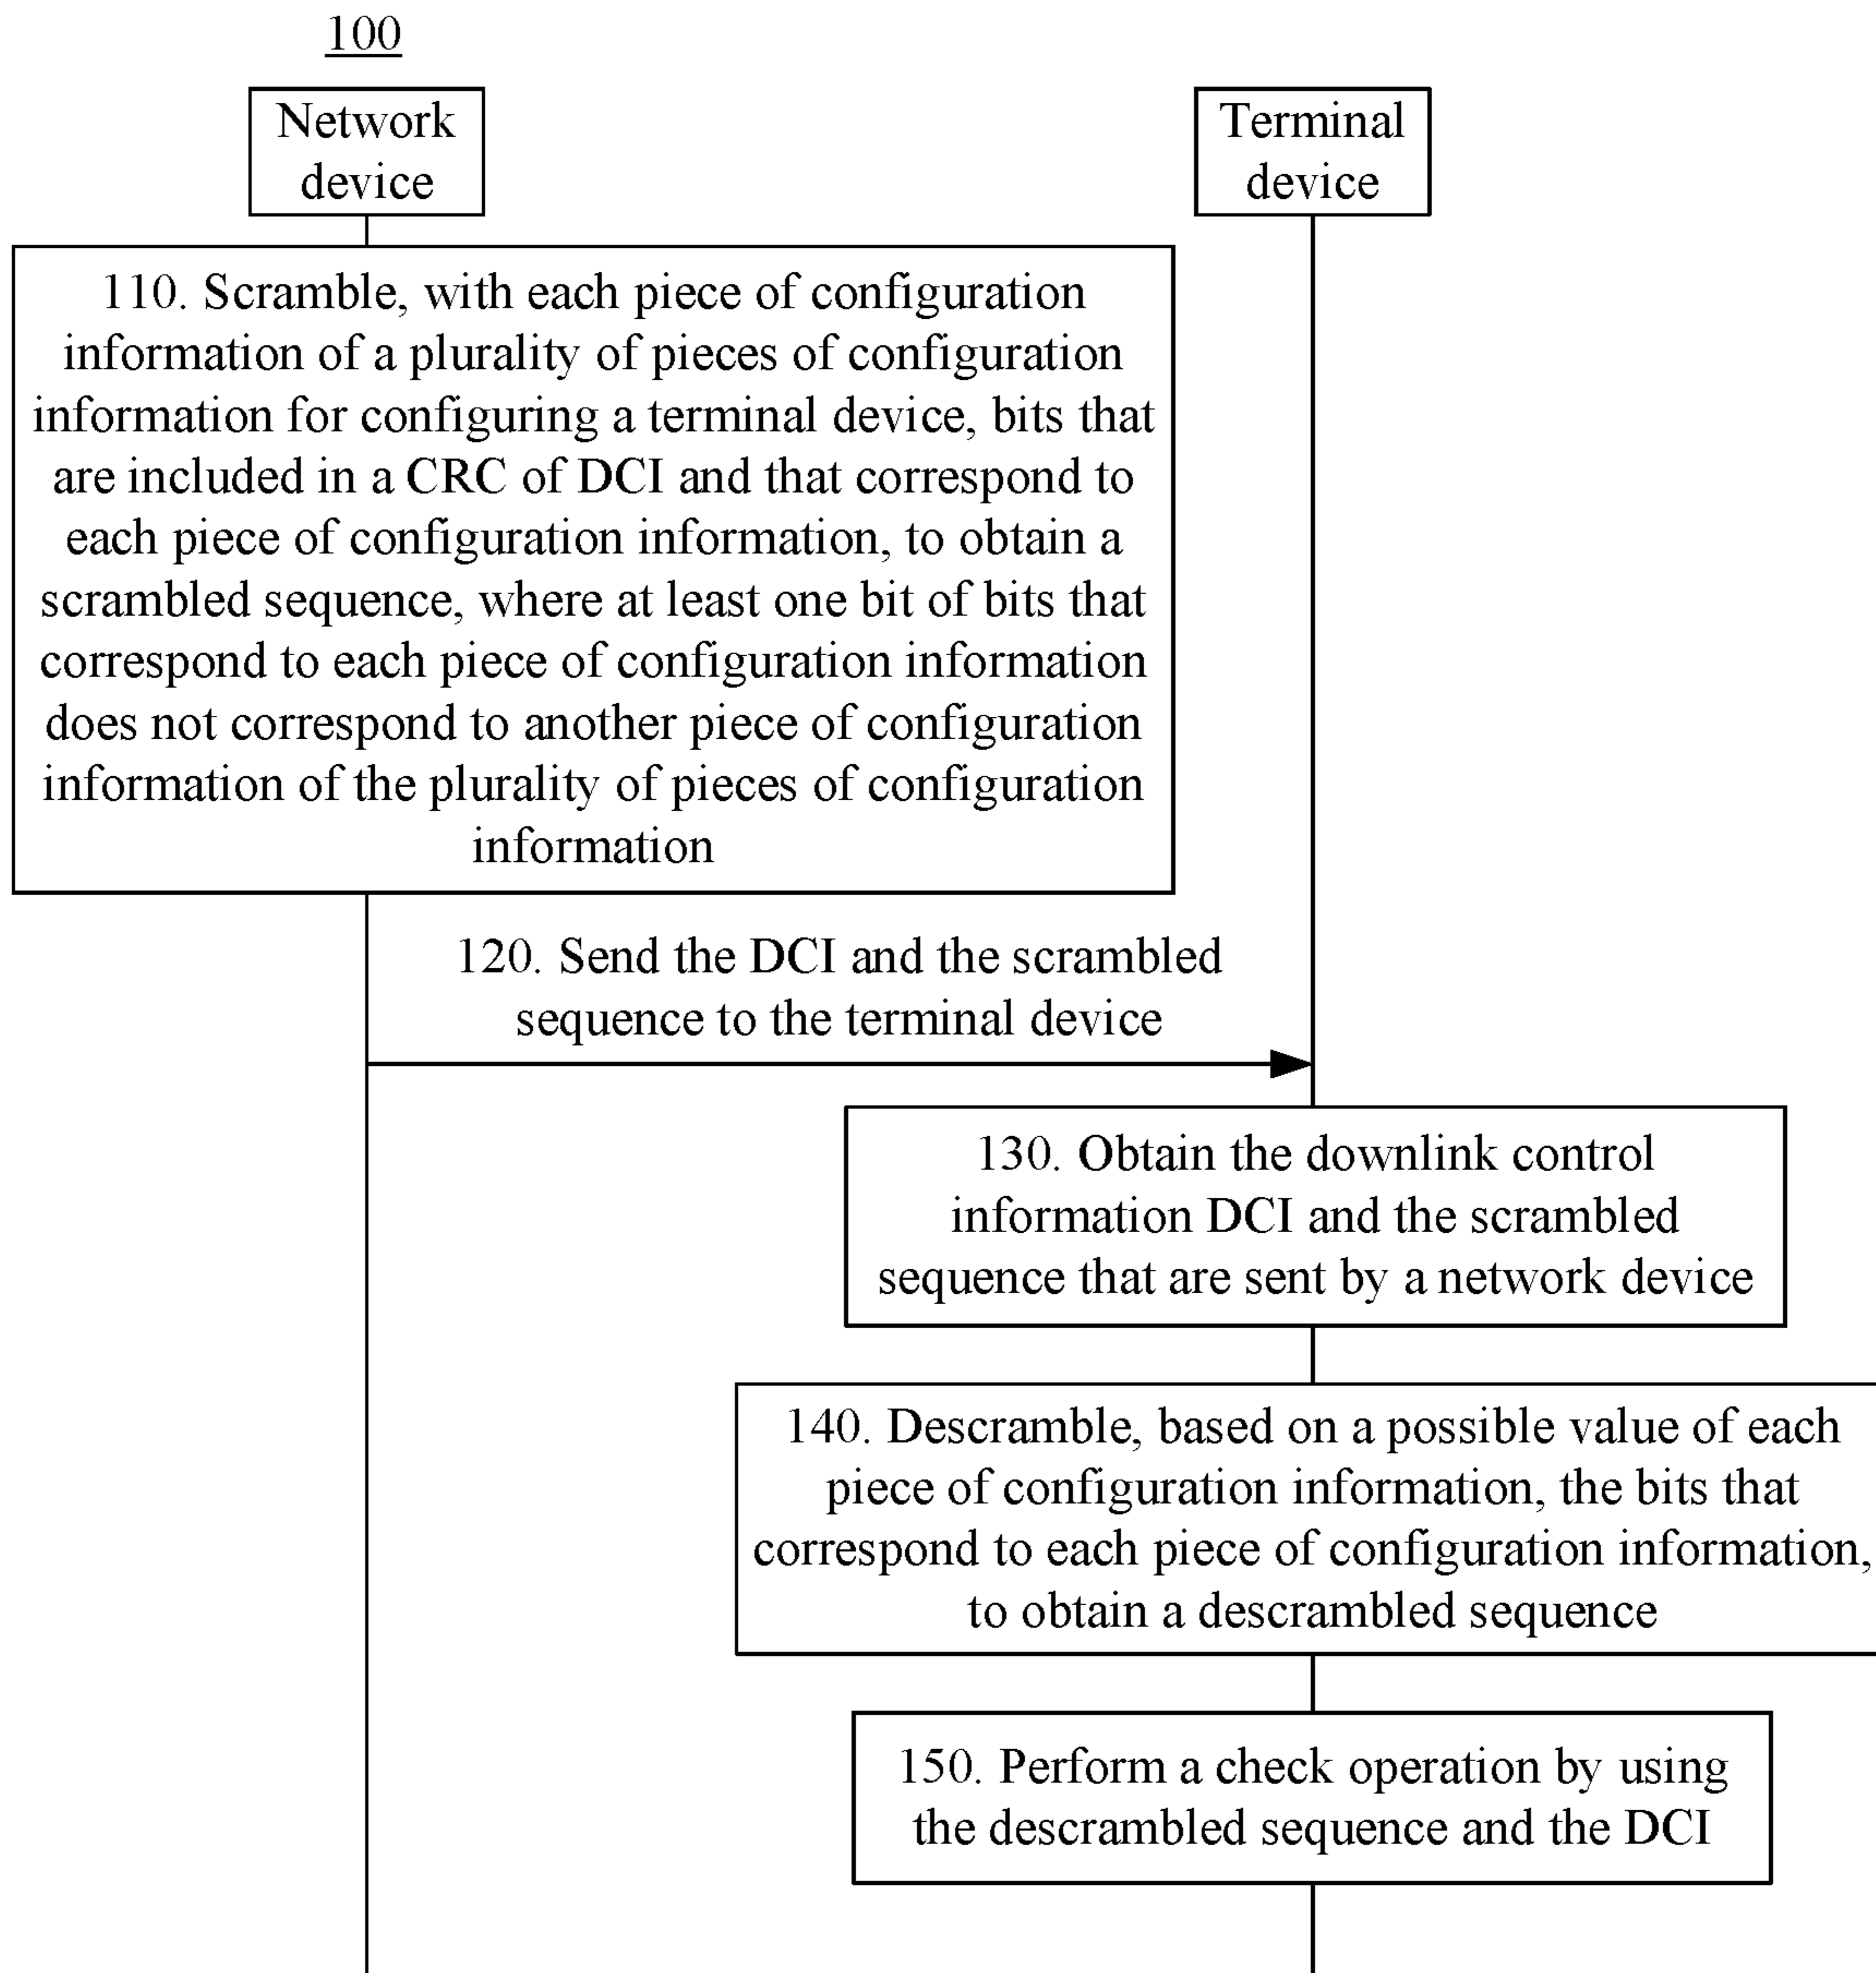 100
Network
device
Terminal
device
110. Scramble, with each piece of configuration
information of a plurality of pieces of configuration
information for configuring a terminal device, bits that
are included in a CRC of DCI and that correspond to
each piece of configuration information, to obtain a
scrambled sequence, where at least one bit of bits that
correspond to each piece of configuration information
does not correspond to another piece of configuration
information of the plurality of pieces of configuration
information
120. Send the DCI and the scrambled
sequence to the terminal device
130. Obtain the downlink control
information DCI and the scrambled
sequence that are sent by a network device
140. Descramble, based on a possible value of each
piece of configuration information, the bits that
correspond to each piece of configuration information,
to obtain a descrambled sequence
150. Perform a check operation by using
the descrambled sequence and the DCI